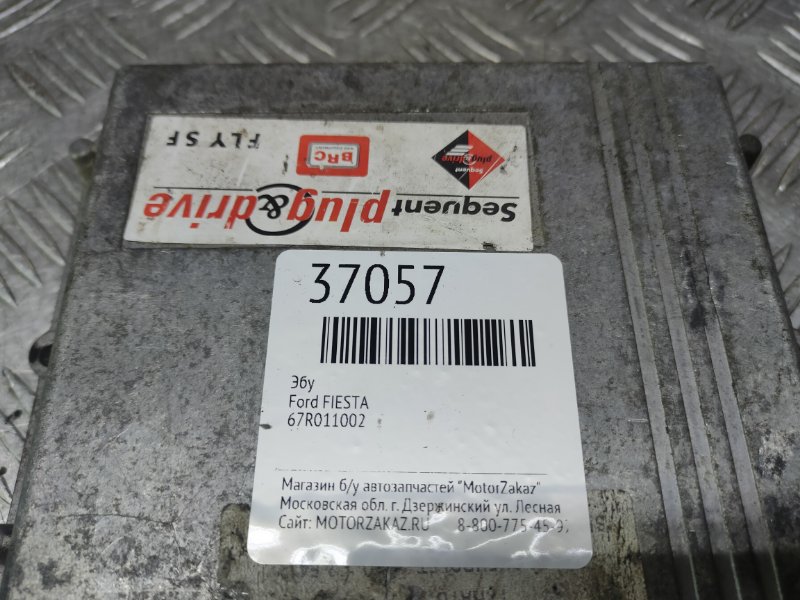 FLY SF
BRC
Sequent
plug&drive
Sequent plug&drive
37057
Эбу
Ford FIESTA
67R011002
Магазин б/у автозапчастей "MotorZakaz"
Московская обл. г. Дзержинский ул. Лесная
Сайт: MOTORZAKAZ.RU 8-800-775-45-9